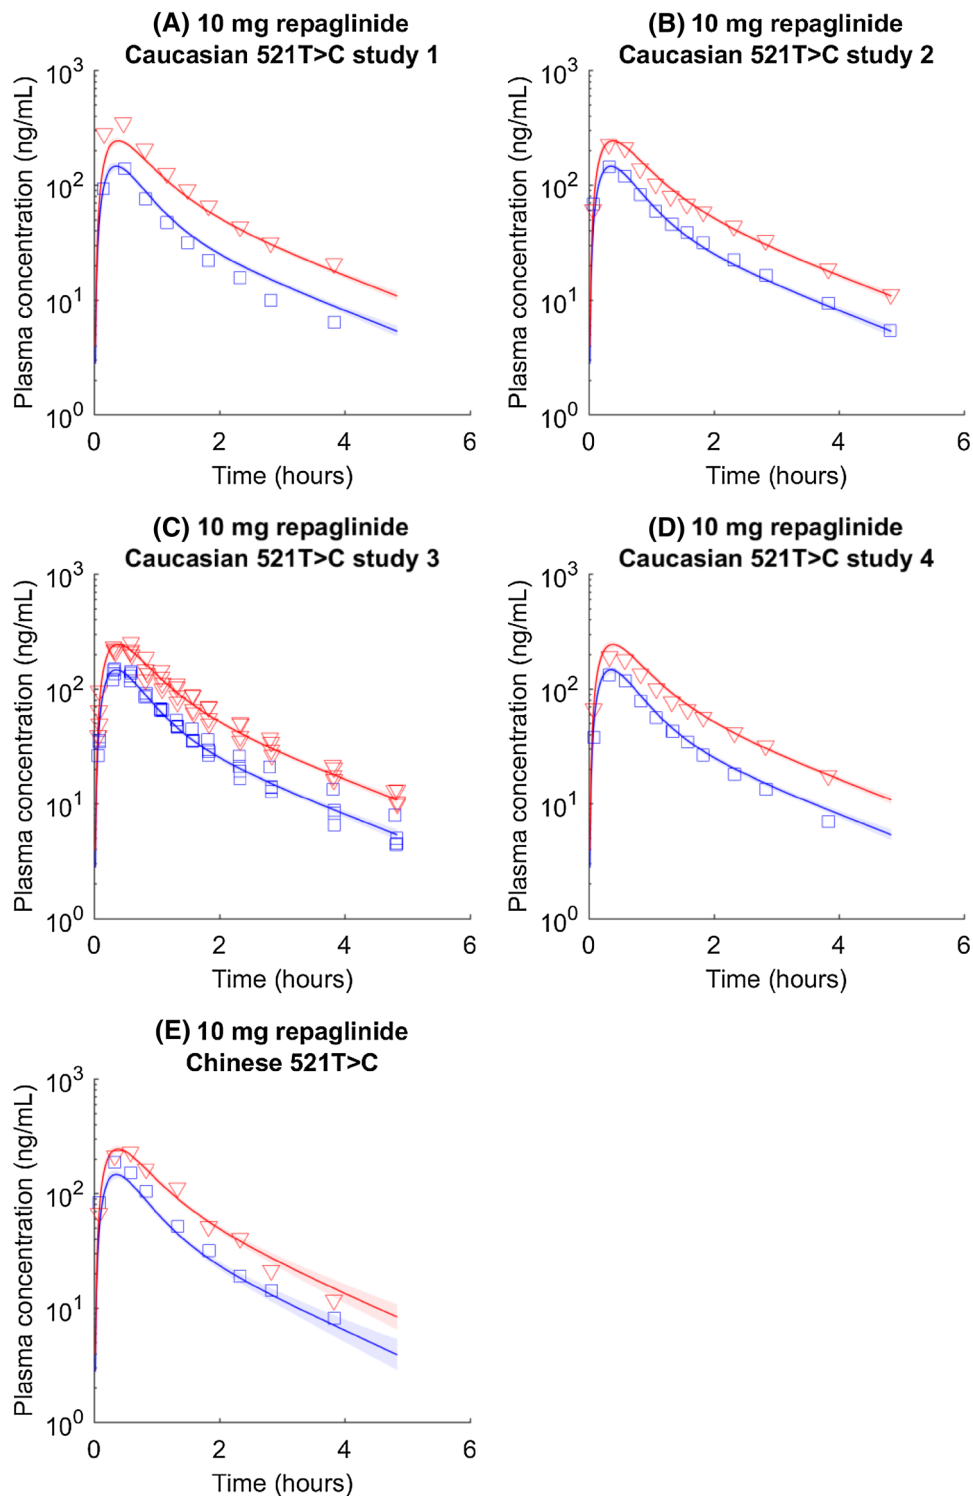 (A) 10 mg repaglinide
Caucasian 521T>C study 1
Plasma concentration (ng/mL)
10³
10²
10¹
10⁰
0 2 4 6
Time (hours)
(B) 10 mg repaglinide
Caucasian 521T>C study 2
Plasma concentration (ng/mL)
10³
10²
10¹
10⁰
0 2 4 6
Time (hours)
(C) 10 mg repaglinide
Caucasian 521T>C study 3
Plasma concentration (ng/mL)
10³
10²
10¹
10⁰
0 2 4 6
Time (hours)
(D) 10 mg repaglinide
Caucasian 521T>C study 4
Plasma concentration (ng/mL)
10³
10²
10¹
10⁰
0 2 4 6
Time (hours)
(E) 10 mg repaglinide
Chinese 521T>C
Plasma concentration (ng/mL)
10³
10²
10¹
10⁰
0 2 4 6
Time (hours)